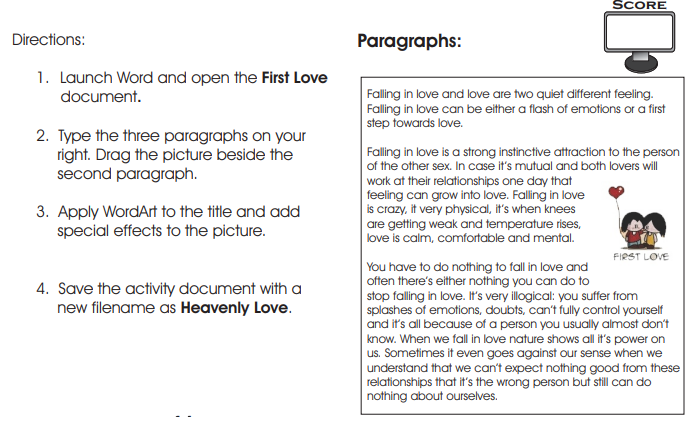 SCORE
Directions:
1. Launch Word and open the First Love
document.
2. Type the three paragraphs on your
right. Drag the picture beside the
second paragraph.
3. Apply WordArt to the title and add
special effects to the picture.
4. Save the activity document with a
new filename as Heavenly Love.
Paragraphs:
Falling in love and love are two quiet different feeling.
Falling in love can be either a flash of emotions or a first
step towards love.
Falling in love is a strong instinctive attraction to the person
of the other sex. In case it's mutual and both lovers will
work at their relationships one day that
feeling can grow into love. Falling in love
is crazy, it very physical, it's when knees
are getting weak and temperature rises,
love is calm, comfortable and mental.
FIRST LOVE
You have to do nothing to fall in love and
often there's either nothing you can do to
stop falling in love. It's very illogical: you suffer from
splashes of emotions, doubts, can't fully control yourself
and it's all because of a person you usually almost don't
know. When we fall in love nature shows all it's power on
us. Sometimes it even goes against our sense when we
understand that we can't expect nothing good from these
relationships that it's the wrong person but still can do
nothing about ourselves.